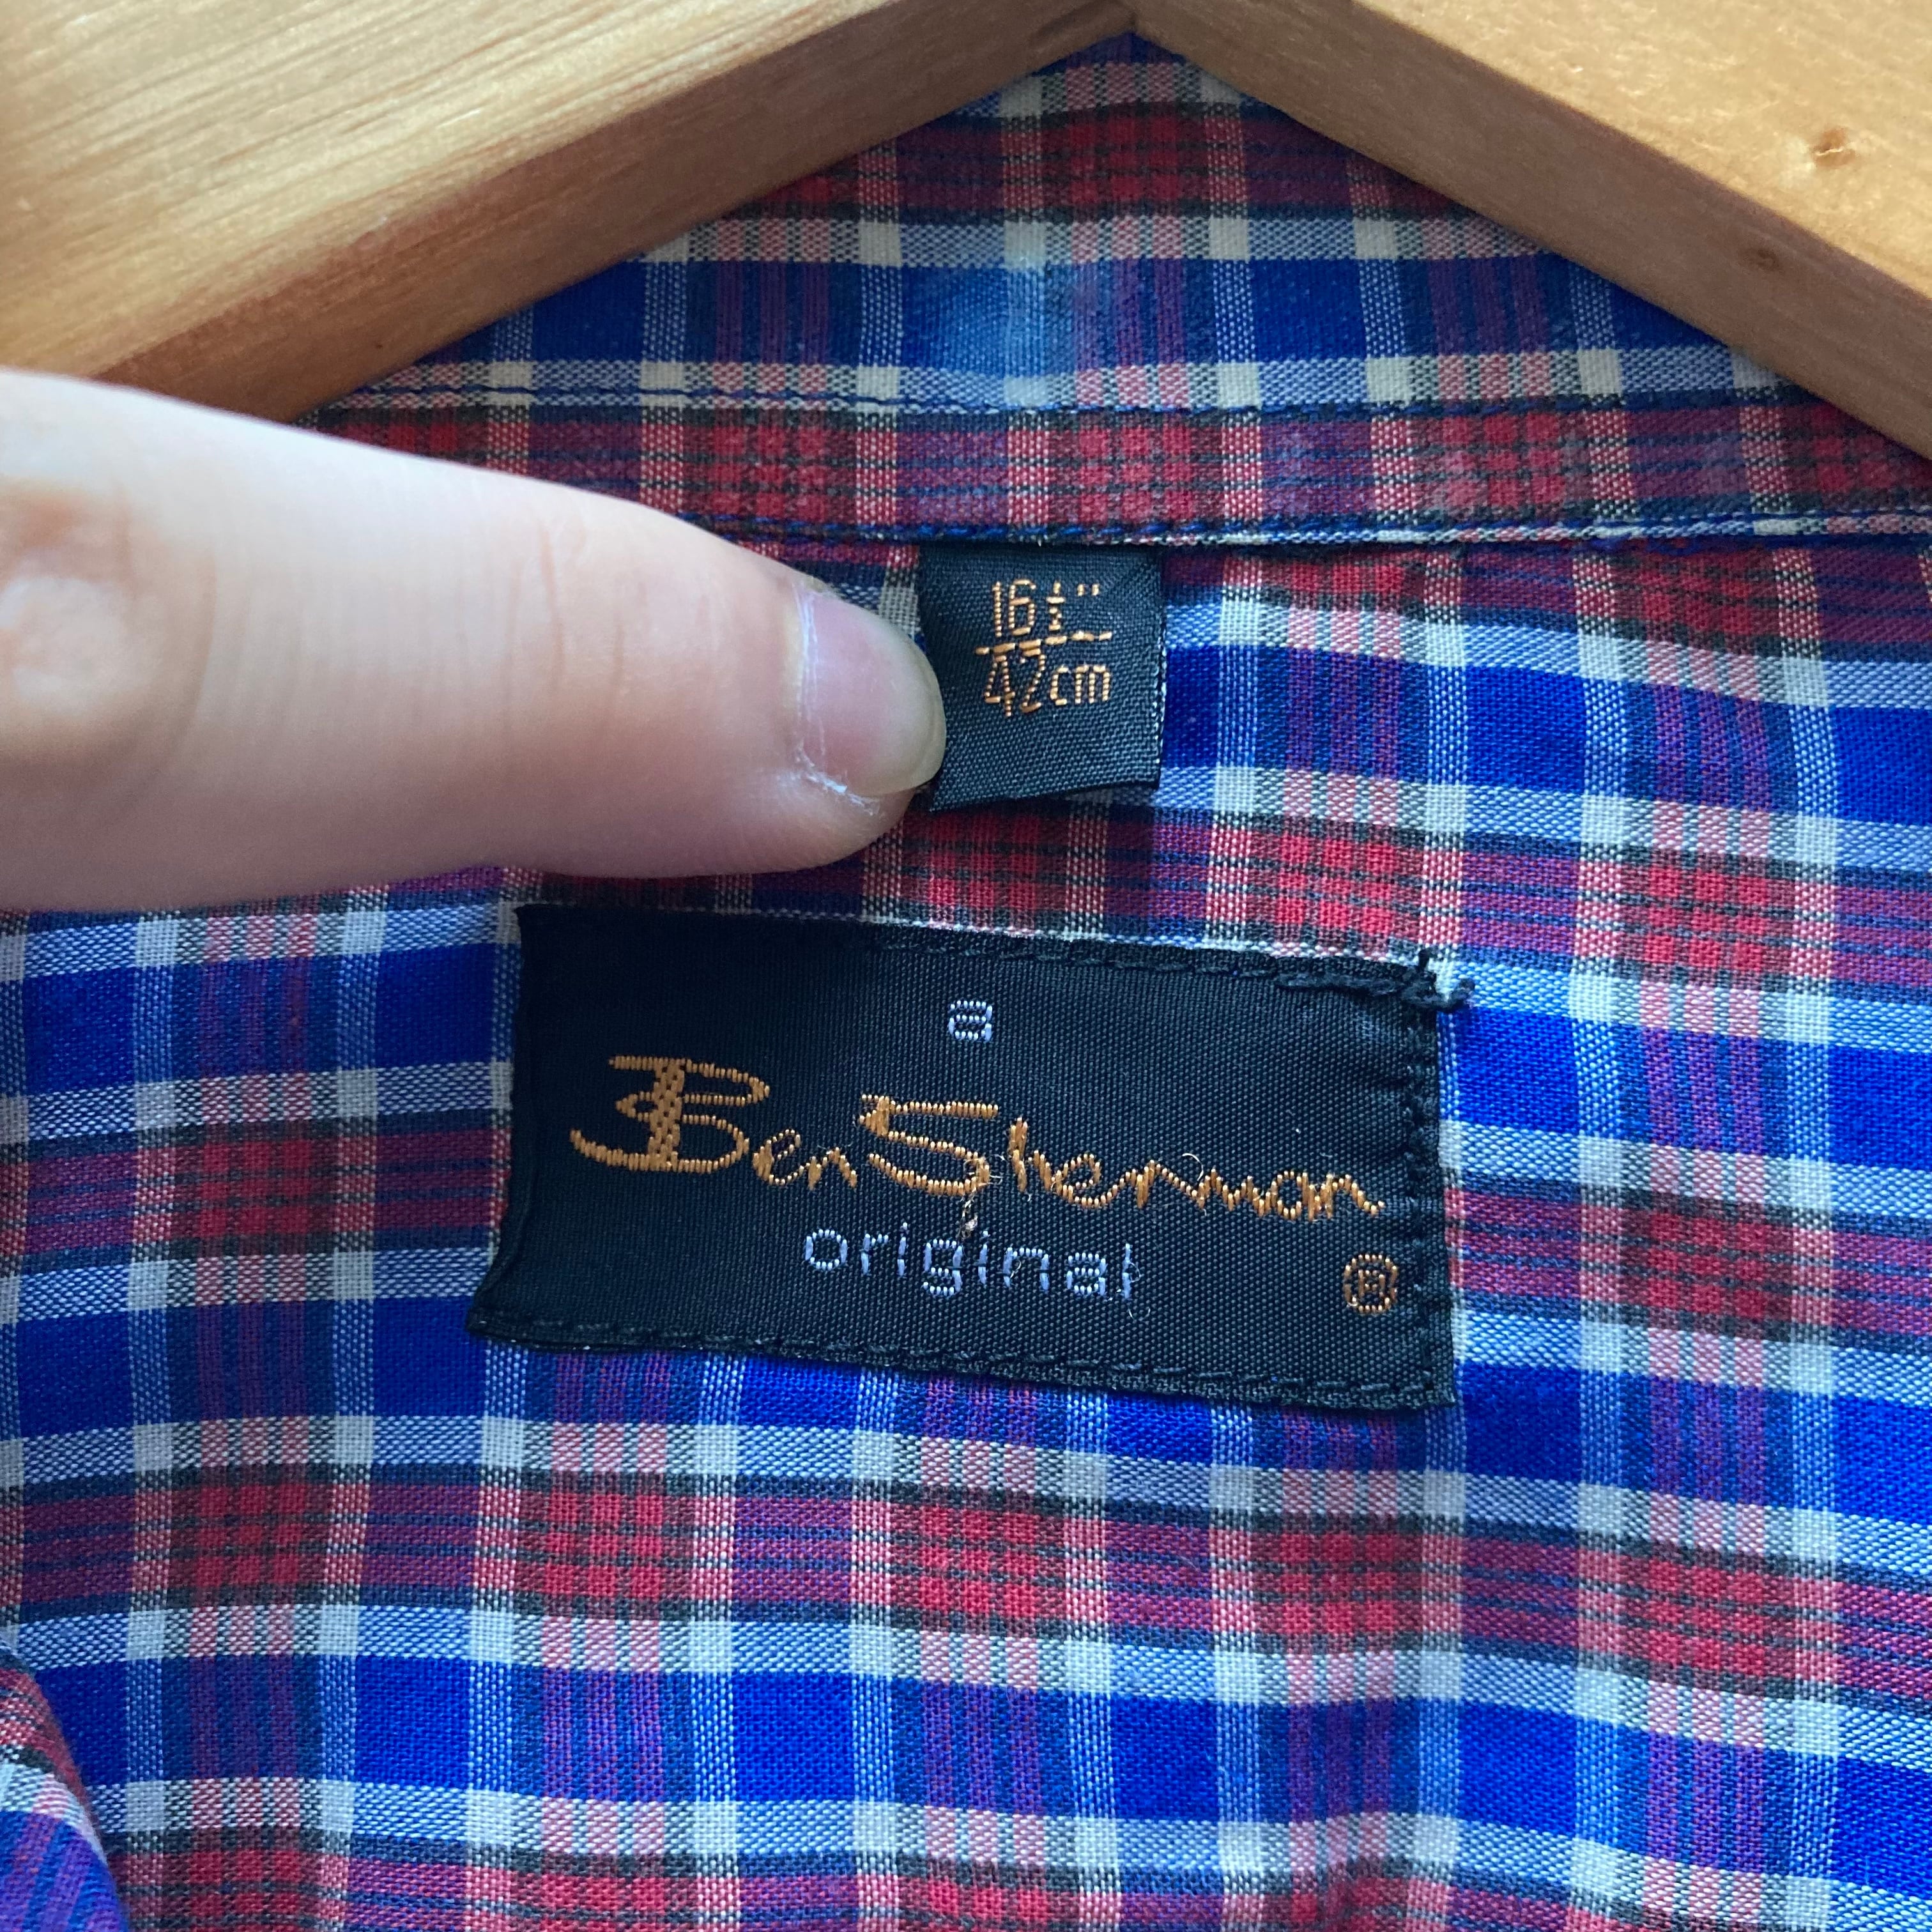 16½"
42cm
a
Ben Sherman
original
®